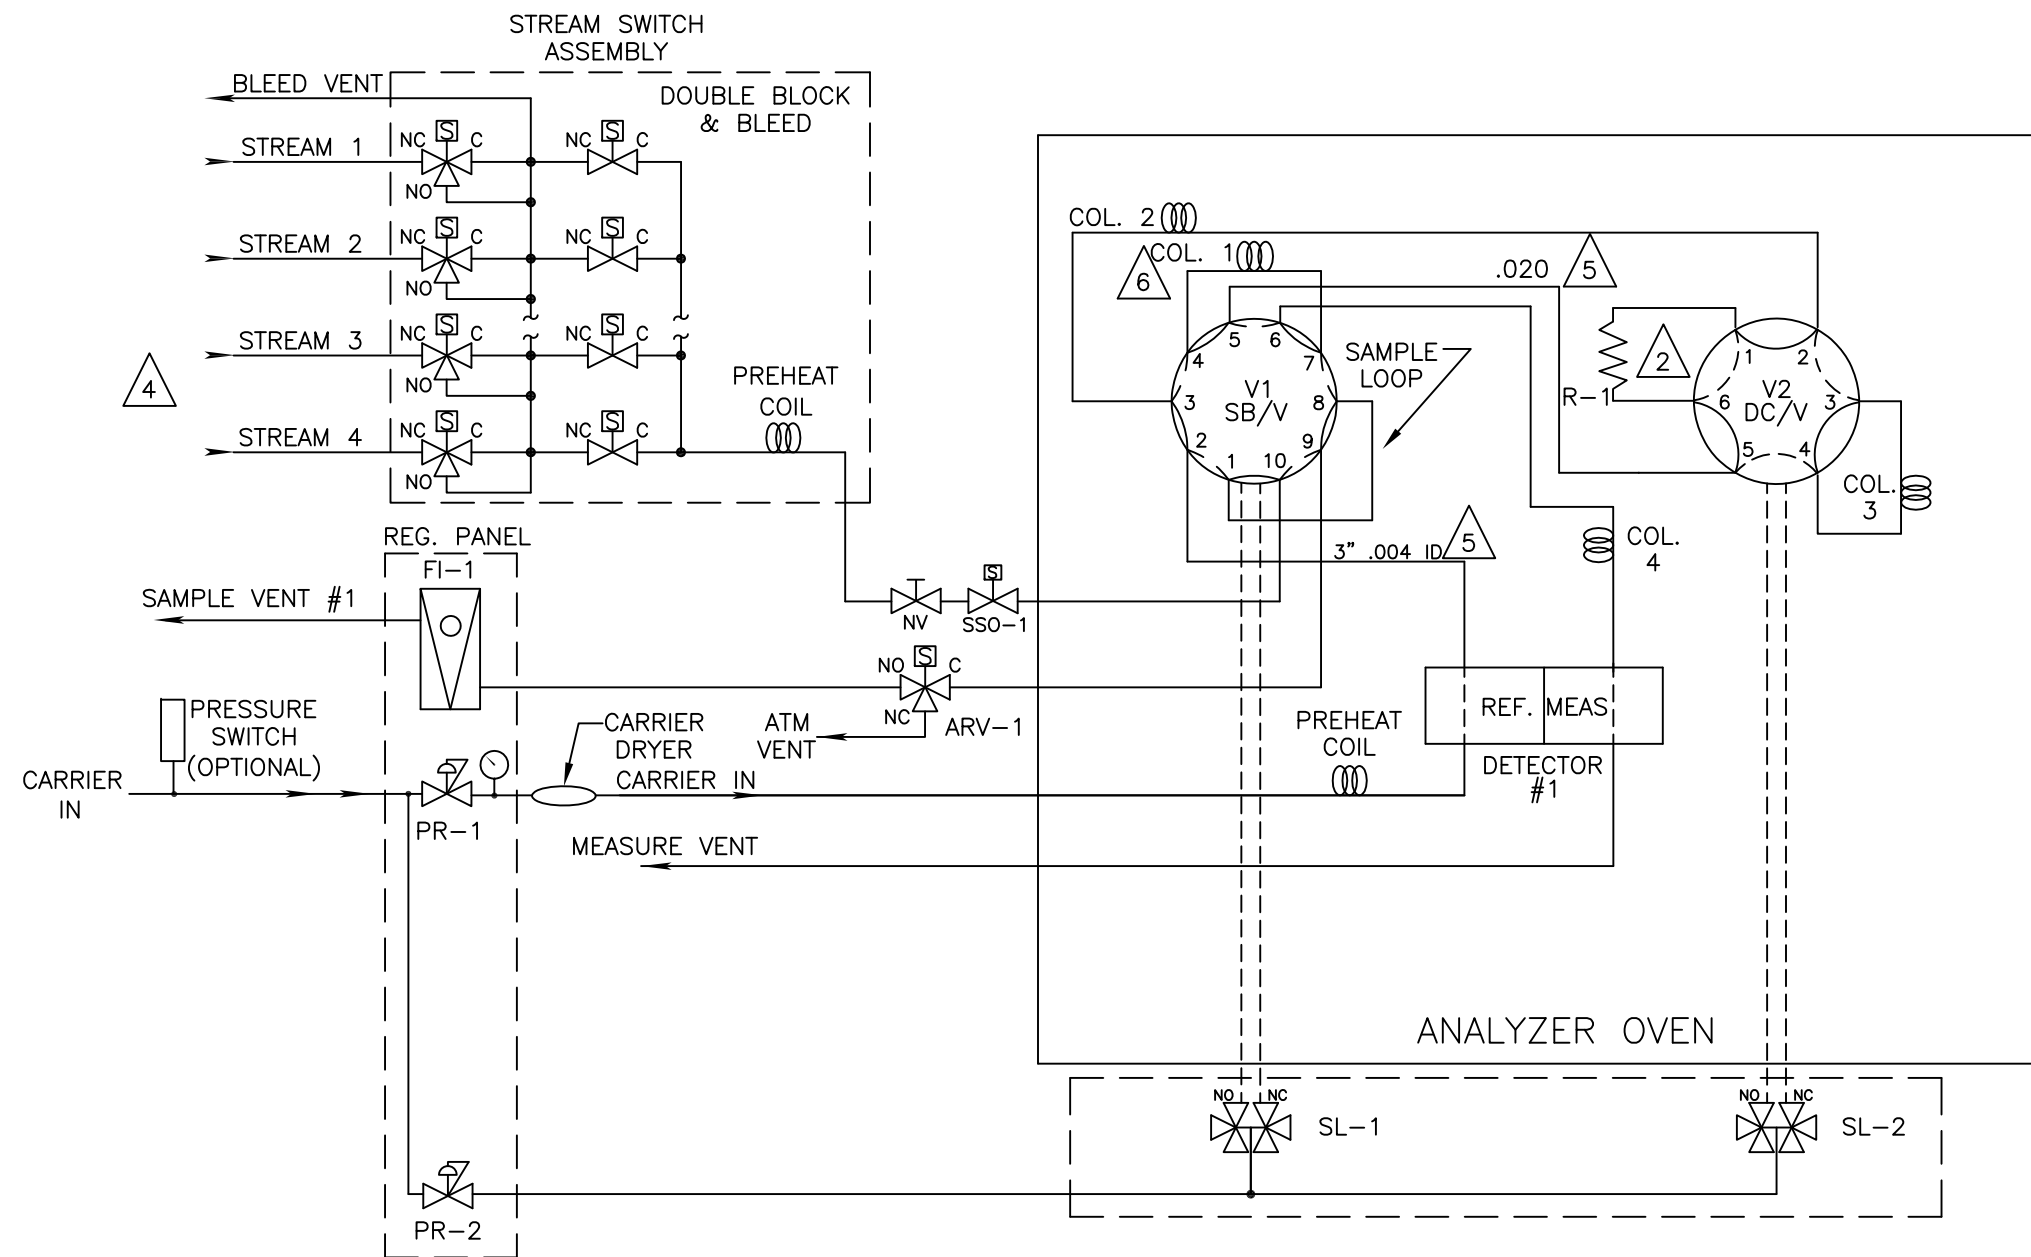 STREAM SWITCH
ASSEMBLY
BLEED VENT
DOUBLE BLOCK
& BLEED
STREAM 1
NC
S
C
NO
NC
S
C
STREAM 2
NC
S
C
NO
NC
S
C
STREAM 3
NC
S
C
NO
NC
S
C
STREAM 4
NC
S
C
NO
NC
S
C
4
PREHEAT
COIL
COL. 2
COL. 1
6
.020
5
5
6
4
7
3
8
2
9
1
10
V1
SB/V
SAMPLE
LOOP
2
R-1
1
2
6
3
5
4
V2
DC/V
COL.
3
COL.
4
3" .004 ID
5
REG. PANEL
FI-1
SAMPLE VENT #1
NV
S
SSO-1
NO
S
C
NC
ARV-1
ATM
VENT
PRESSURE
SWITCH
(OPTIONAL)
CARRIER
IN
PR-1
CARRIER
DRYER
CARRIER IN
PREHEAT
COIL
REF.
MEAS
DETECTOR
#1
MEASURE VENT
ANALYZER OVEN
NO
NC
SL-1
NO
NC
SL-2
PR-2